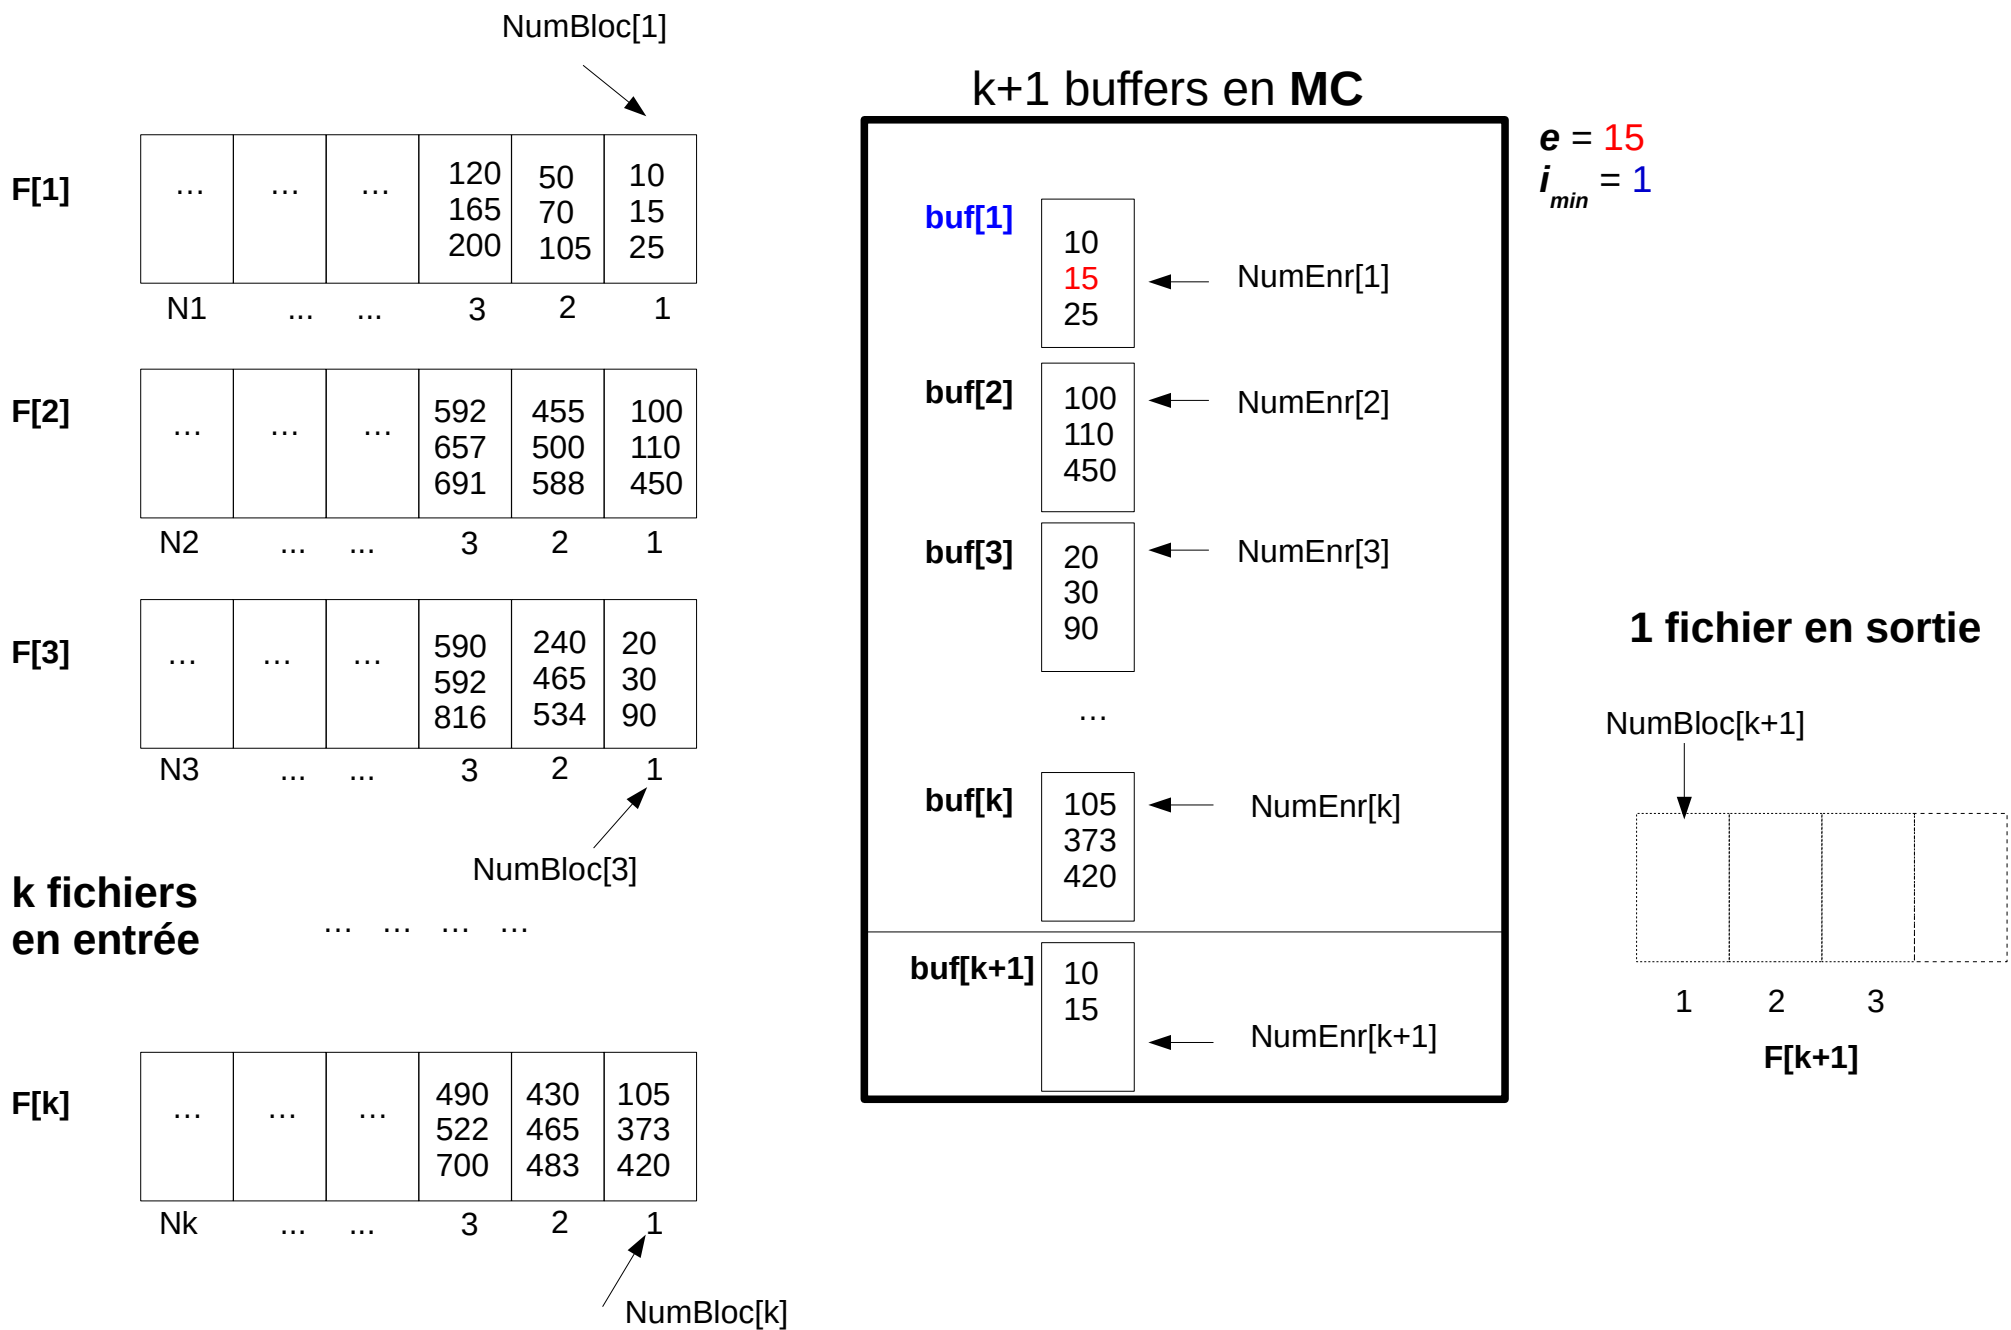 NumBloc[1]
k+1 buffers en MC
e = 15
i min = 1
F[1]
... ... ... 120 50 10
165 70 15
200 105 25
N1 ... ... 3 2 1
F[2]
... ... ... 592 455 100
657 500 110
691 588 450
N2 ... ... 3 2 1
F[3]
... ... ... 590 240 20
592 465 30
816 534 90
N3 ... ... 3 2 1
NumBloc[3]
k fichiers
en entrée
... ... ... ...
F[k]
... ... ... 490 430 105
522 465 373
700 483 420
Nk ... ... 3 2 1
NumBloc[k]
buf[1]
10
15
25
NumEnr[1]
buf[2]
100
110
450
NumEnr[2]
buf[3]
20
30
90
NumEnr[3]
...
buf[k]
105
373
420
NumEnr[k]
buf[k+1]
10
15
NumEnr[k+1]
1 fichier en sortie
NumBloc[k+1]
1 2 3
F[k+1]